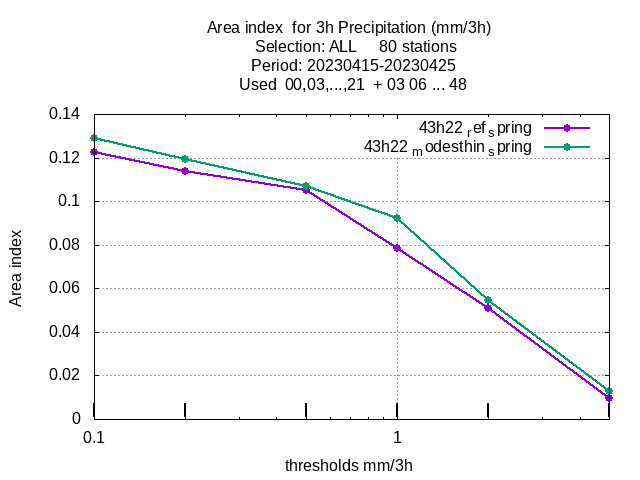 Area index  for 3h Precipitation (mm/3h)
Selection: ALL     80 stations
Period: 20230415-20230425
Used  00,03,...,21  + 03 06 ... 48
43h22 ref spring
43h22 modesthin spring
0.14
0.12
0.1
0.08
0.06
0.04
0.02
0
Area index
0.1
1
thresholds mm/3h